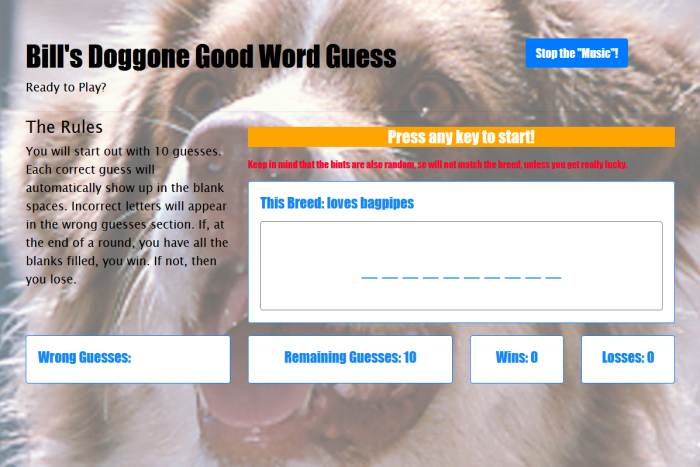 Bill's Doggone Good Word Guess
Stop the "Music"!
Ready to Play?
The Rules
You will start out with 10 guesses.
Each correct guess will
automatically show up in the blank
spaces. Incorrect letters will appear
in the wrong guesses section. If, at
the end of a round, you have all the
blanks filled, you win. If not, then
you lose.
Press any key to start!
Keep in mind that the hints are also random, so will not match the breed, unless you get really lucky.
This Breed: loves bagpipes
_ _ _ _ _ _ _ _ _ _
Wrong Guesses:
Remaining Guesses: 10
Wins: 0
Losses: 0